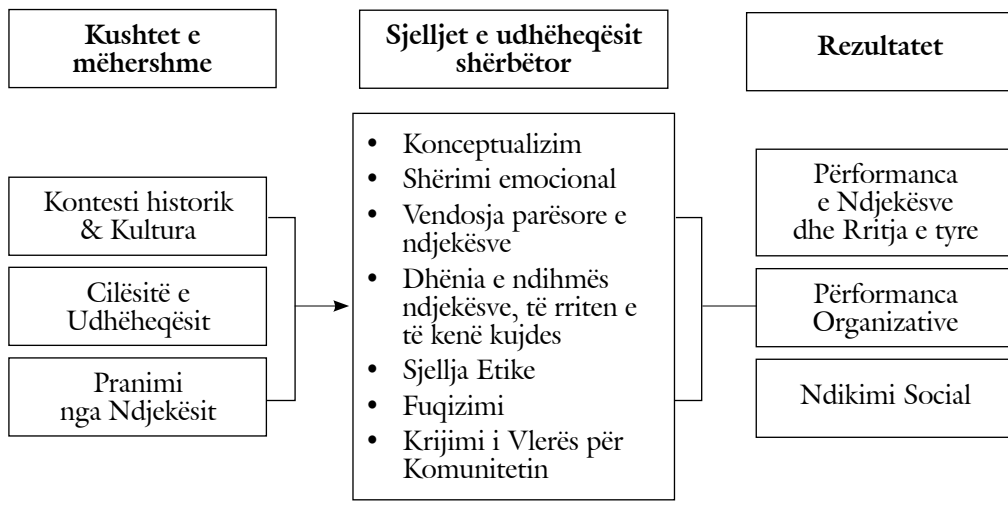 Kushtet e
mëhershme
Sjelljet e udhëheqësit
shërbëtor
Rezultatet
Kontesti historik
& Kultura
Cilësitë e
Udhëheqësit
Pranimi
nga Ndjekësit
• Konceptualizim
• Shërimi emocional
• Vendosja parësore e
ndjekësve
• Dhënia e ndihmës
ndjekësve, të rriten e
të kenë kujdes
• Sjellja Etike
• Fuqizimi
• Krijimi i Vlerës për
Komunitetin
Përformanca
e Ndjekësve
dhe Rritja e tyre
Përformanca
Organizative
Ndikimi Social